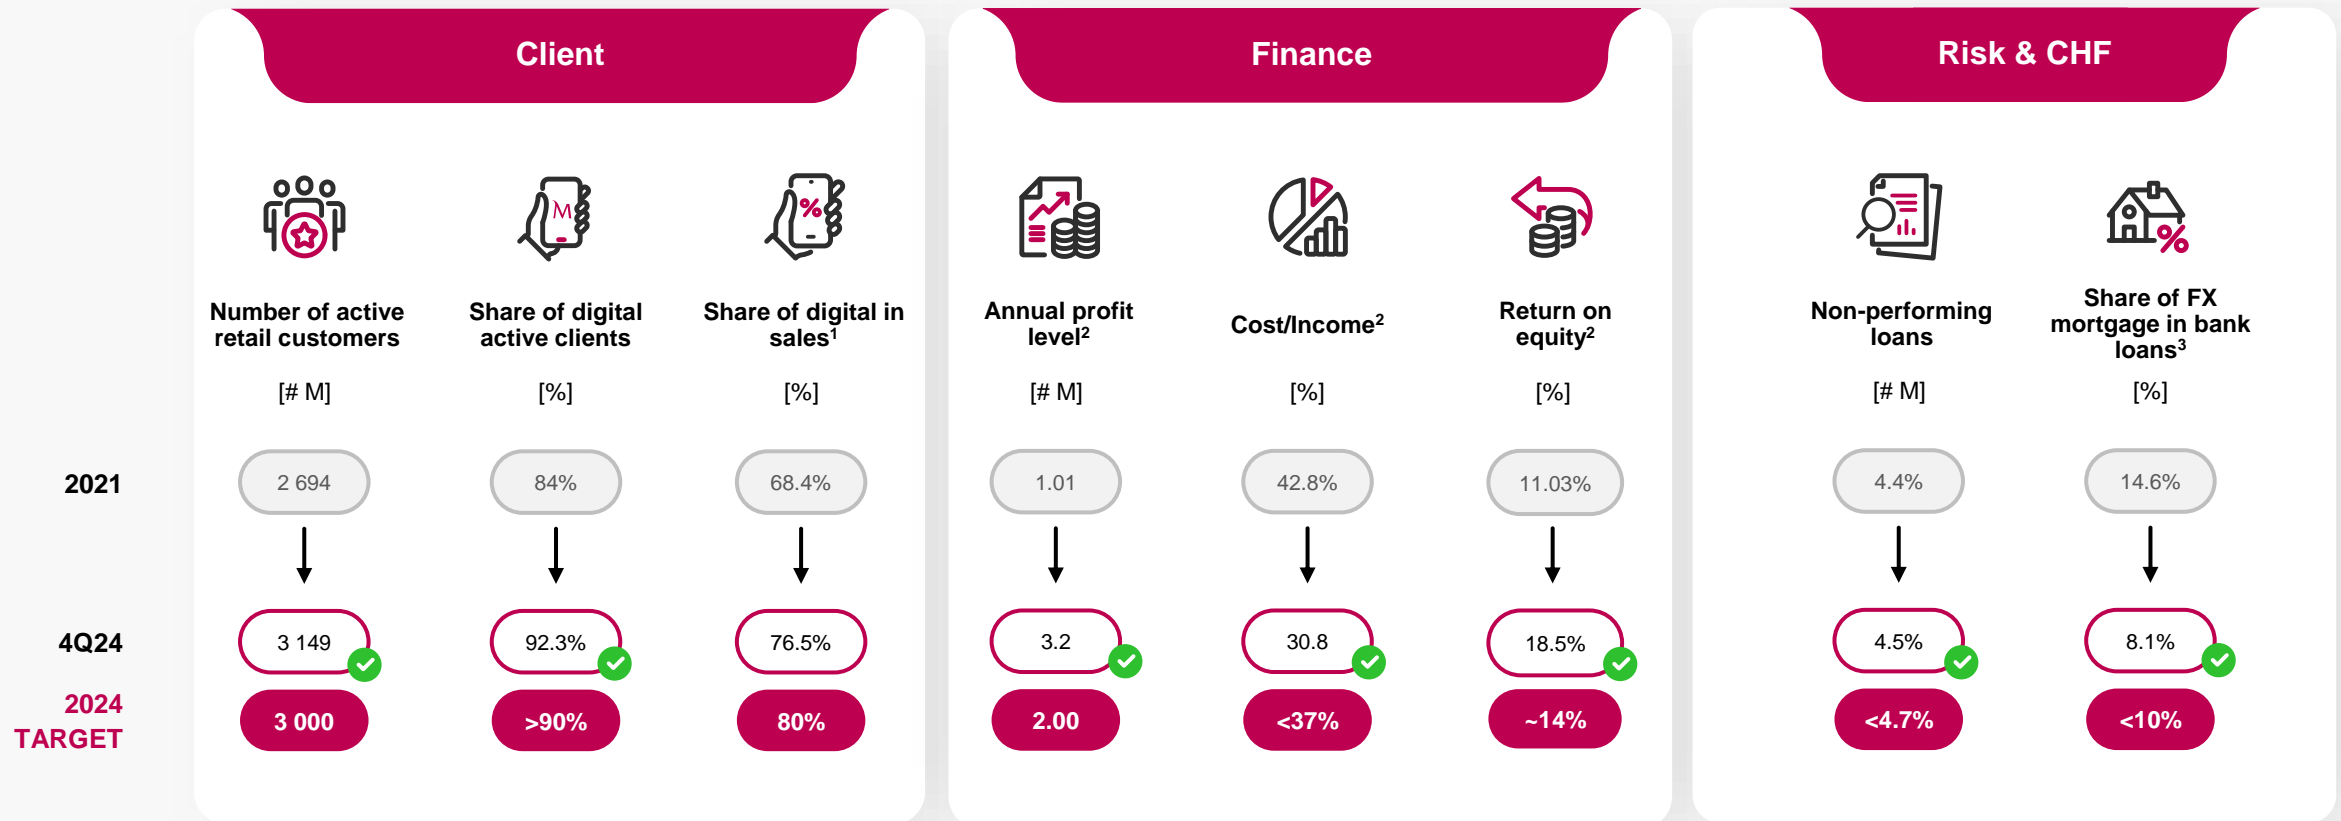 Client
Finance
Risk & CHF
Number of active
retail customers
[# M]
Share of digital
active clients
[%]
Share of digital in
sales1
[%]
Annual profit
level2
[# M]
Cost/Income2
[%]
Return on
equity2
[%]
Non-performing
loans
[# M]
Share of FX
mortgage in bank
loans3
[%]
2021
2 694
84%
68.4%
1.01
42.8%
11.03%
4.4%
14.6%
4Q24
3 149
92.3%
76.5%
3.2
30.8
18.5%
4.5%
8.1%
2024
TARGET
3 000
>90%
80%
2.00
<37%
~14%
<4.7%
<10%